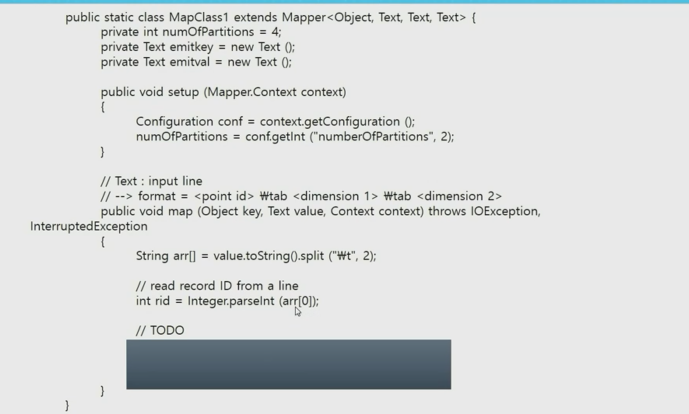 public static class MapClass1 extends Mapper<Object, Text, Text, Text> {
private int numOfPartitions = 4;
private Text emitkey = new Text ();
private Text emitval = new Text ();
public void setup (Mapper.Context context)
{
Configuration conf = context.getConfiguration ();
numOfPartitions = conf.getInt ("numberOfPartitions", 2);
}
// Text : input line
// --> format = <point id> ₩tab <dimension 1> ₩tab <dimension 2>
public void map (Object key, Text value, Context context) throws IOException,
InterruptedException
{
String arr[] = value.toString().split ("₩t", 2);
// read record ID from a line
int rid = Integer.parseInt (arr[0]);
// TODO
}
}